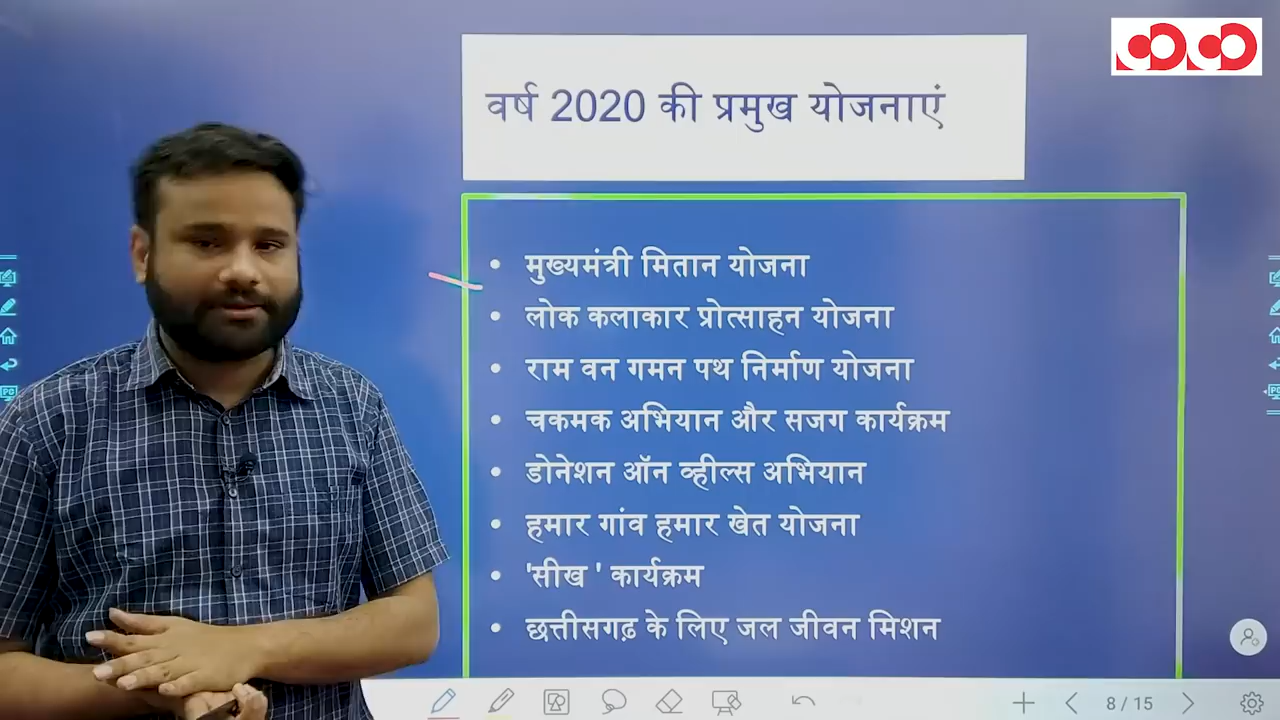 वर्ष 2020 की प्रमुख योजनाएं
• मुख्यमंत्री मितान योजना
• लोक कलाकार प्रोत्साहन योजना
• राम वन गमन पथ निर्माण योजना
• चकमक अभियान और सजग कार्यक्रम
• डोनेशन ऑन व्हील्स अभियान
• हमार गांव हमार खेत योजना
• 'सीख ' कार्यक्रम
• छत्तीसगढ़ के लिए जल जीवन मिशन
8 / 15